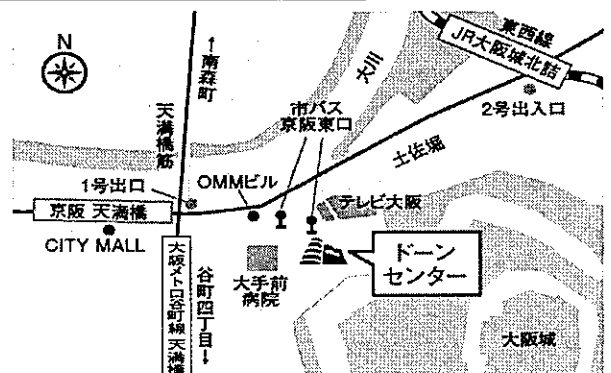 N
↑南森町
天満橋筋
大川
東西線
JR大阪城北詰
2号出入口
市バス
京阪東口
土佐堀
1号出口
OMMビル
テレビ大阪
京阪 天満橋
CITY MALL
大阪メトロ谷町線 天満橋
谷町四丁目↓
大手前
病院
ドーン
センター
大阪城